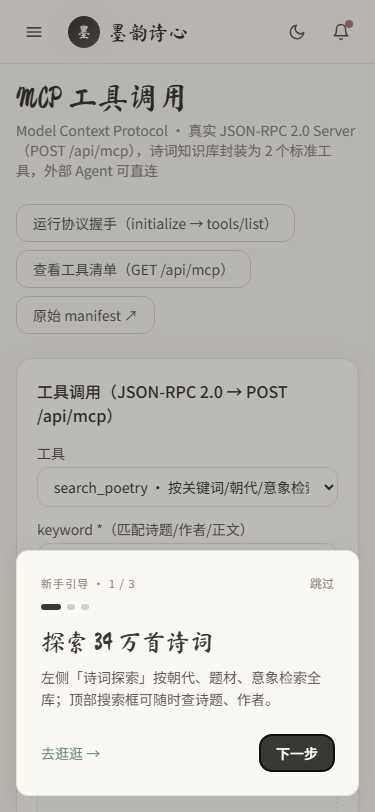 墨 墨韵诗心
MCP 工具调用
Model Context Protocol · 真实 JSON-RPC 2.0 Server
（POST /api/mcp），诗词知识库封装为 2 个标准工
具，外部 Agent 可直连
运行协议握手（initialize → tools/list）
查看工具清单（GET /api/mcp）
原始 manifest ↗
工具调用（JSON-RPC 2.0 → POST
/api/mcp）
工具
search_poetry · 按关键词/朝代/意象检
keyword *（匹配诗题/作者/正文）
新手引导 · 1 / 3 跳过
探索 34 万首诗词
左侧「诗词探索」按朝代、题材、意象检索全
库；顶部搜索框可随时查诗题、作者。
去逛逛 → 下一步